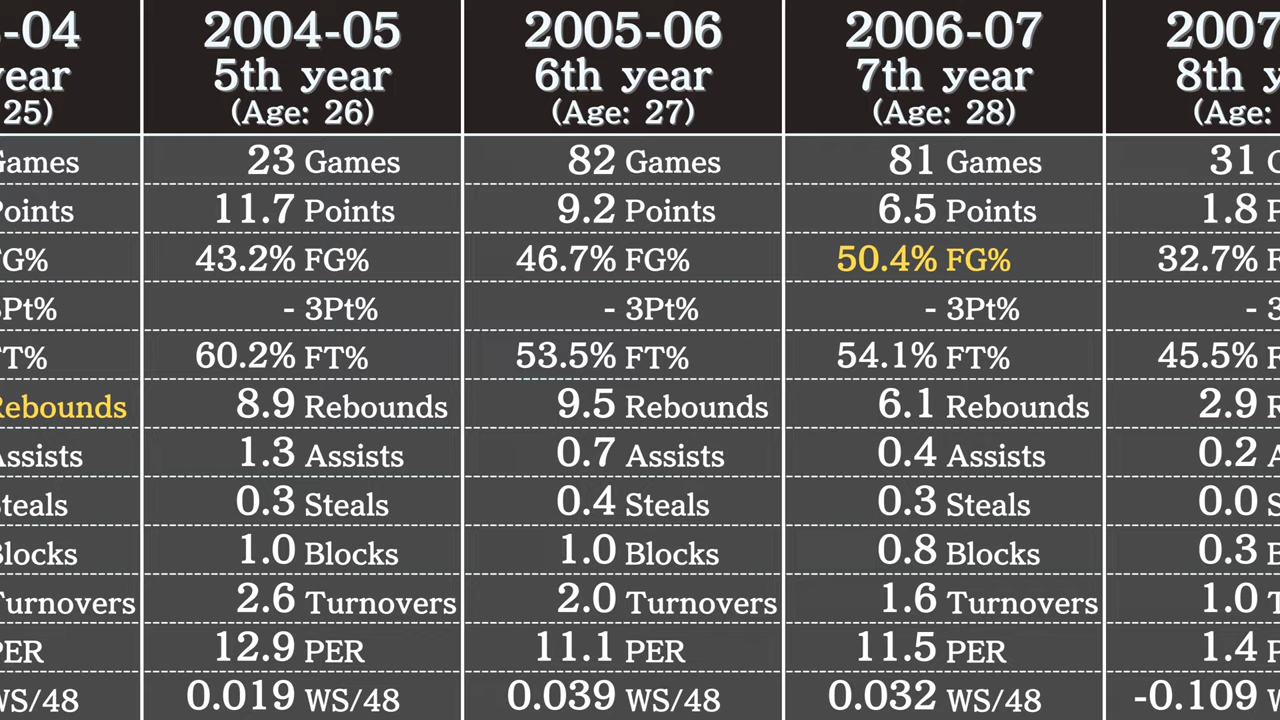 -04 2004-05 2005-06 2006-07 2007
year 5th year 6th year 7th year 8th y
25) (Age: 26) (Age: 27) (Age: 28) (Age:
Games 23 Games 82 Games 81 Games 31 G
Points 11.7 Points 9.2 Points 6.5 Points 1.8 P
FG% 43.2% FG% 46.7% FG% 50.4% FG% 32.7% F
3Pt% - 3Pt% - 3Pt% - 3Pt% - 3
FT% 60.2% FT% 53.5% FT% 54.1% FT% 45.5% F
Rebounds 8.9 Rebounds 9.5 Rebounds 6.1 Rebounds 2.9 R
Assists 1.3 Assists 0.7 Assists 0.4 Assists 0.2 A
Steals 0.3 Steals 0.4 Steals 0.3 Steals 0.0 S
Blocks 1.0 Blocks 1.0 Blocks 0.8 Blocks 0.3 B
Turnovers 2.6 Turnovers 2.0 Turnovers 1.6 Turnovers 1.0 T
PER 12.9 PER 11.1 PER 11.5 PER 1.4 P
WS/48 0.019 WS/48 0.039 WS/48 0.032 WS/48 -0.109 W